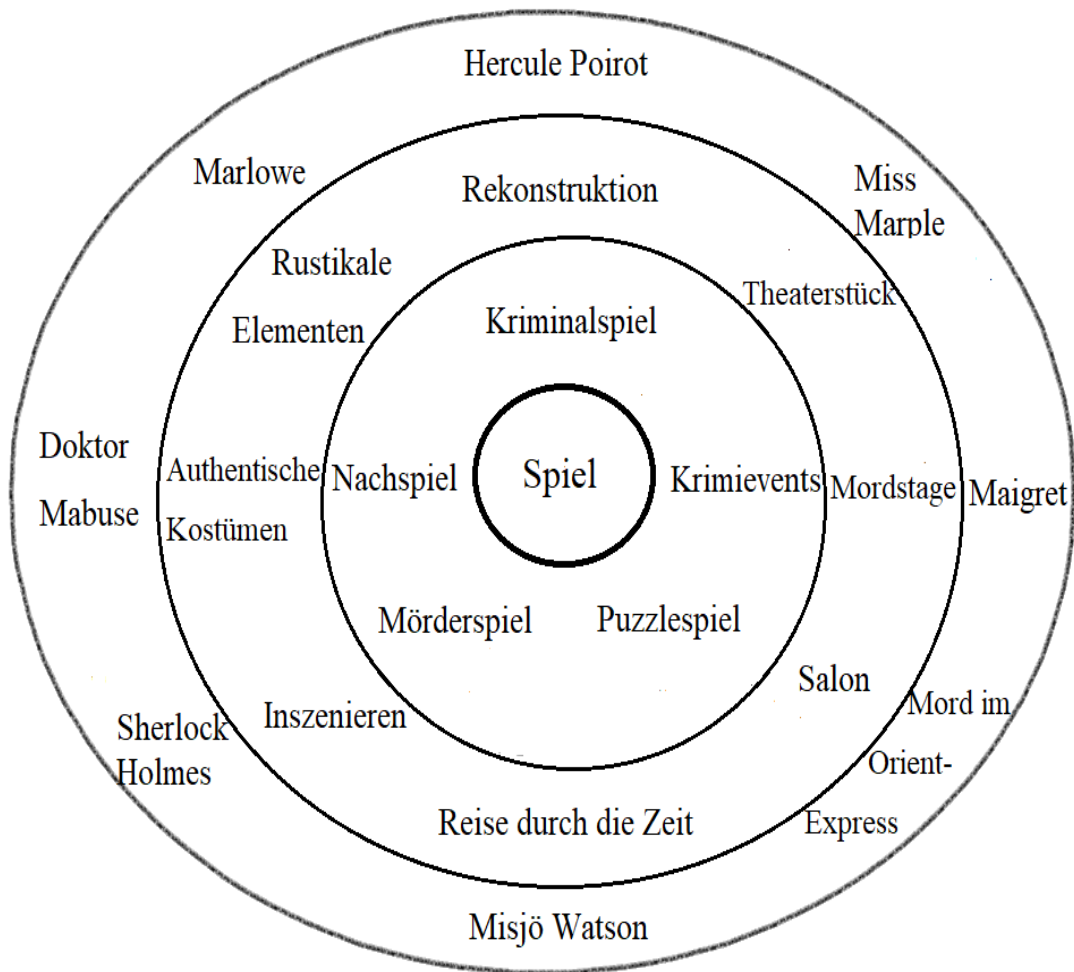 Hercule Poirot
Marlowe
Miss
Marple
Rekonstruktion
Rustikale
Elementen
Theaterstück
Kriminalspiel
Doktor
Mabuse
Authentische
Kostümen
Nachspiel
Spiel
Krimievents
Mordstage
Maigret
Mörderspiel
Puzzlespiel
Sherlock
Holmes
Inszenieren
Salon
Mord im
Orient-
Express
Reise durch die Zeit
Misjö Watson